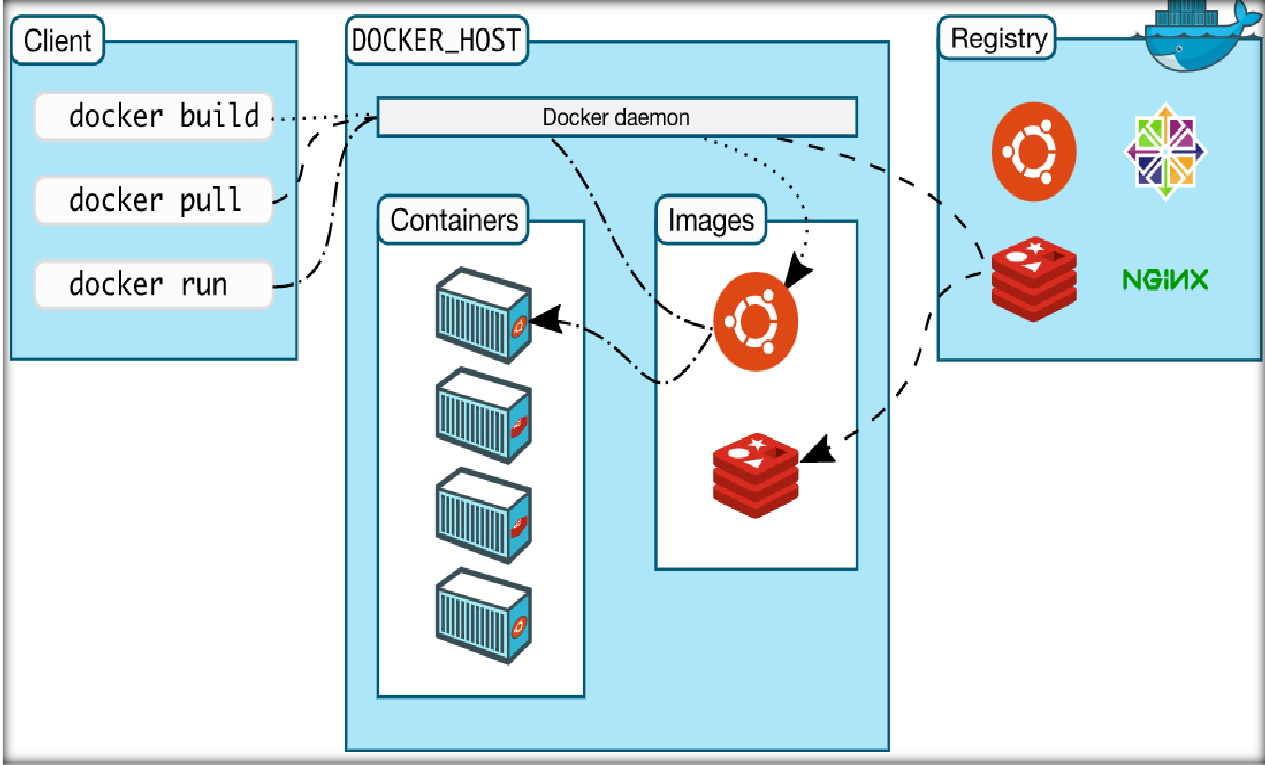 Client
DOCKER_HOST
Registry
docker build
Docker daemon
docker pull
Containers
Images
docker run
NGiNX